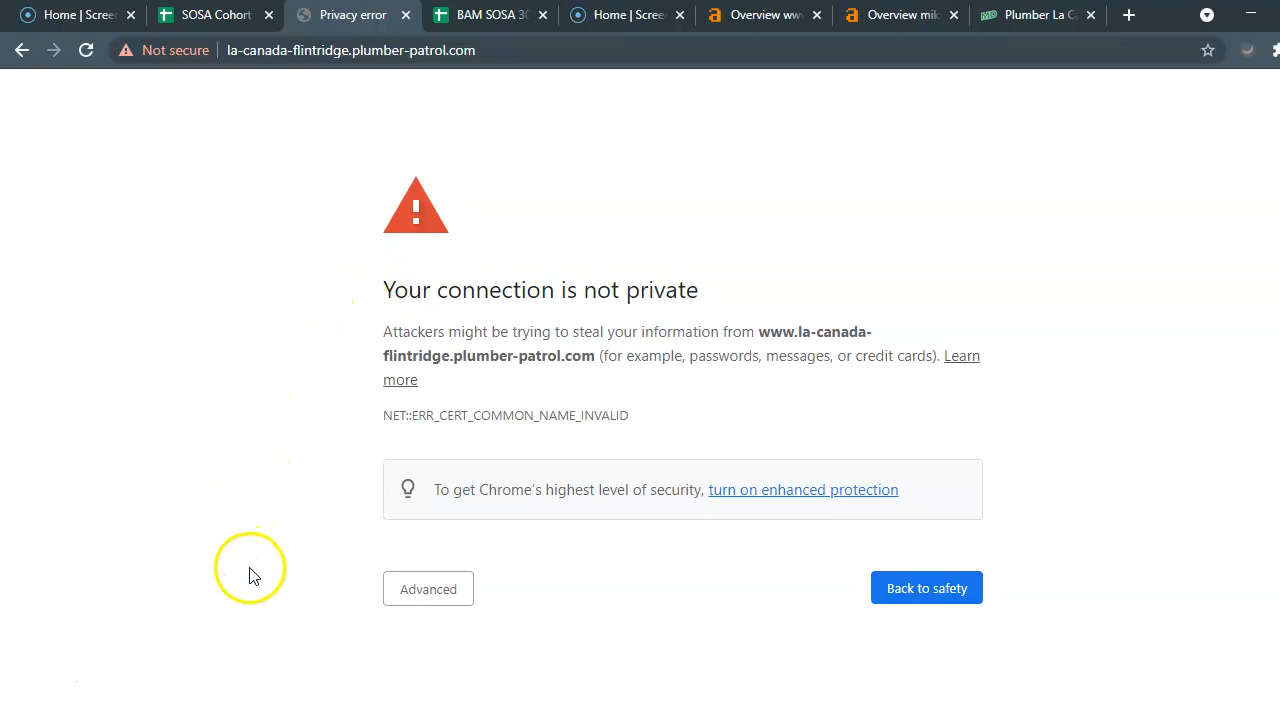 Home | Scree
SOSA Cohort
Privacy error
BAM SOSA 30
Home | Scree
Overview ww
Overview mik
Plumber La C
Not secure
la-canada-flintridge.plumber-patrol.com
Your connection is not private
Attackers might be trying to steal your information from www.la-canada-
flintridge.plumber-patrol.com (for example, passwords, messages, or credit cards). Learn
more
NET::ERR_CERT_COMMON_NAME_INVALID
To get Chrome's highest level of security, turn on enhanced protection
Advanced
Back to safety